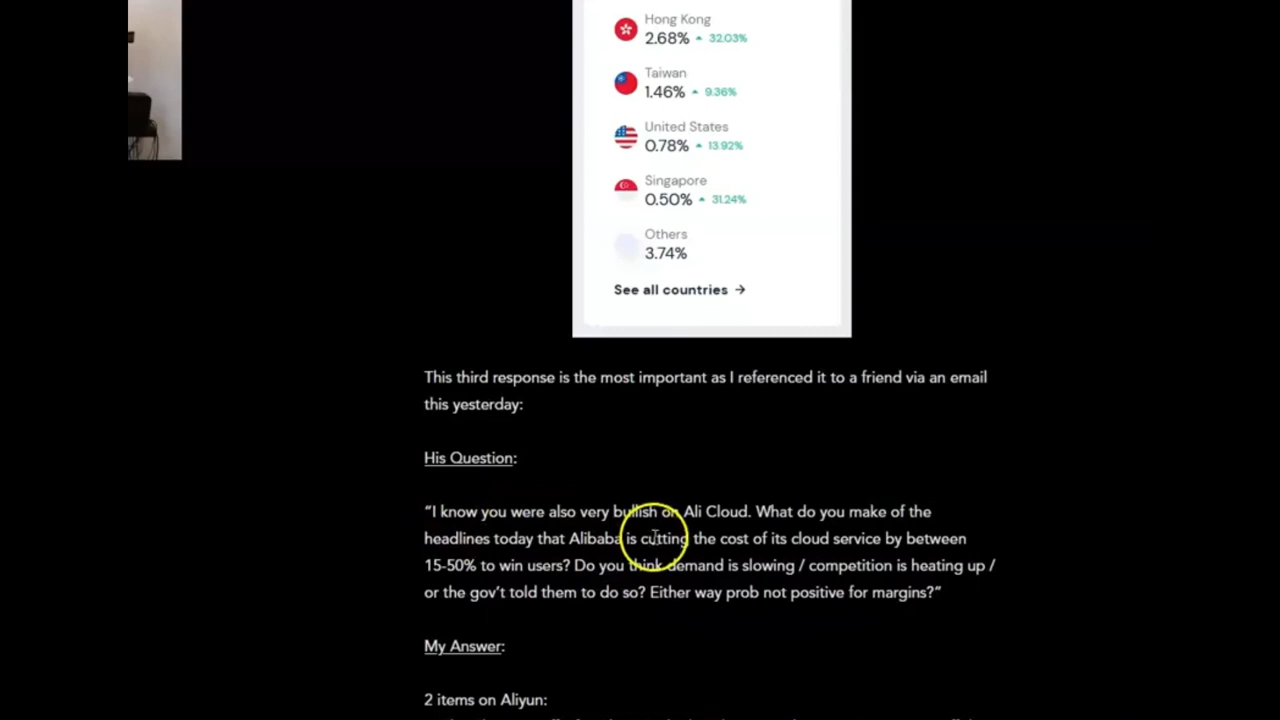 Hong Kong
2.68% 32.03%
Taiwan
1.46% 9.36%
United States
0.78% 13.92%
Singapore
0.50% 31.24%
Others
3.74%
See all countries →
This third response is the most important as I referenced it to a friend via an email
this yesterday:
His Question:
“I know you were also very bullish on Ali Cloud. What do you make of the
headlines today that Alibaba is cutting the cost of its cloud service by between
15-50% to win users? Do you think demand is slowing / competition is heating up /
or the gov’t told them to do so? Either way prob not positive for margins?”
My Answer:
2 items on Aliyun: